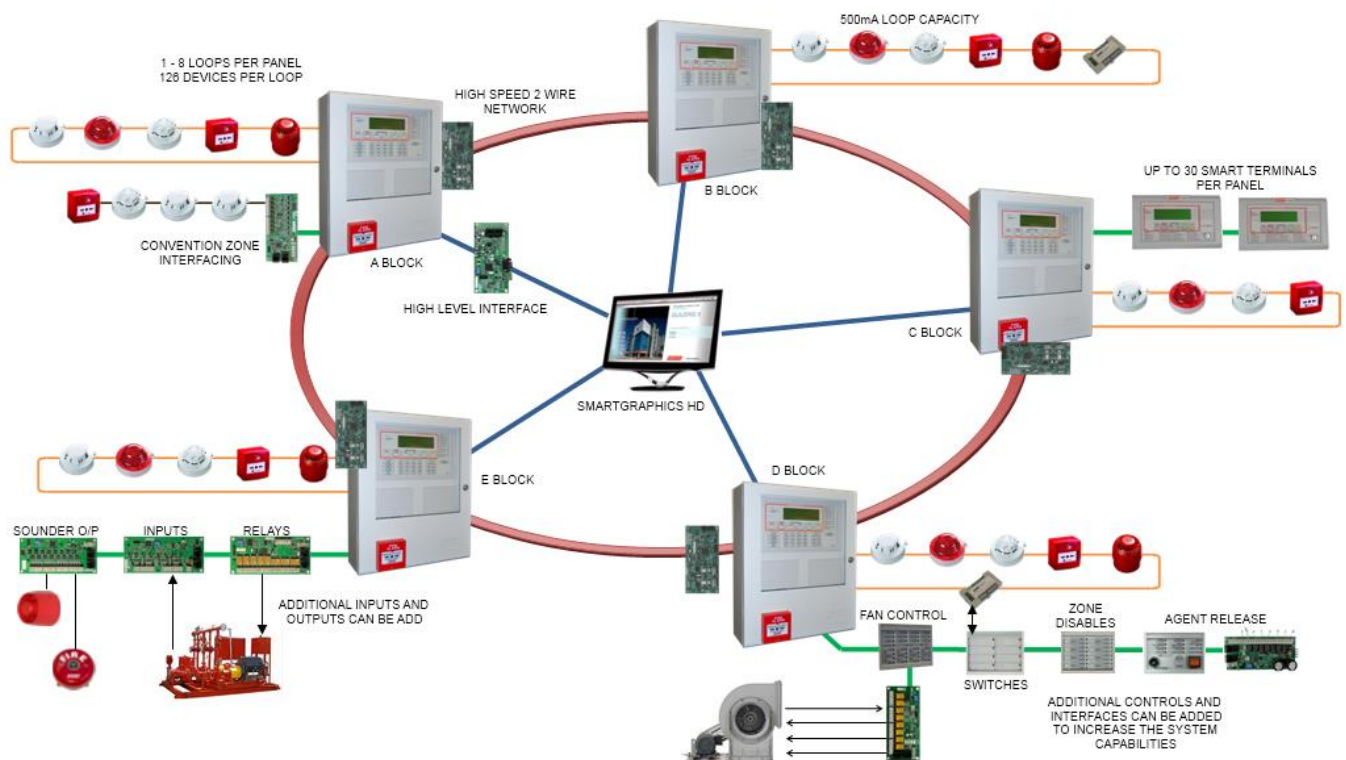 500mA LOOP CAPACITY
1 - 8 LOOPS PER PANEL
126 DEVICES PER LOOP
HIGH SPEED 2 WIRE
NETWORK
B BLOCK
UP TO 30 SMART TERMINALS
PER PANEL
CONVENTION ZONE
INTERFACING
A BLOCK
HIGH LEVEL INTERFACE
C BLOCK
SMARTGRAPHICS HD
E BLOCK
D BLOCK
SOUNDER O/P
INPUTS
RELAYS
ADDITIONAL INPUTS AND
OUTPUTS CAN BE ADD
FIRE
FAN CONTROL
ZONE
DISABLES
AGENT RELEASE
SWITCHES
ADDITIONAL CONTROLS AND
INTERFACES CAN BE ADDED
TO INCREASE THE SYSTEM
CAPABILITIES